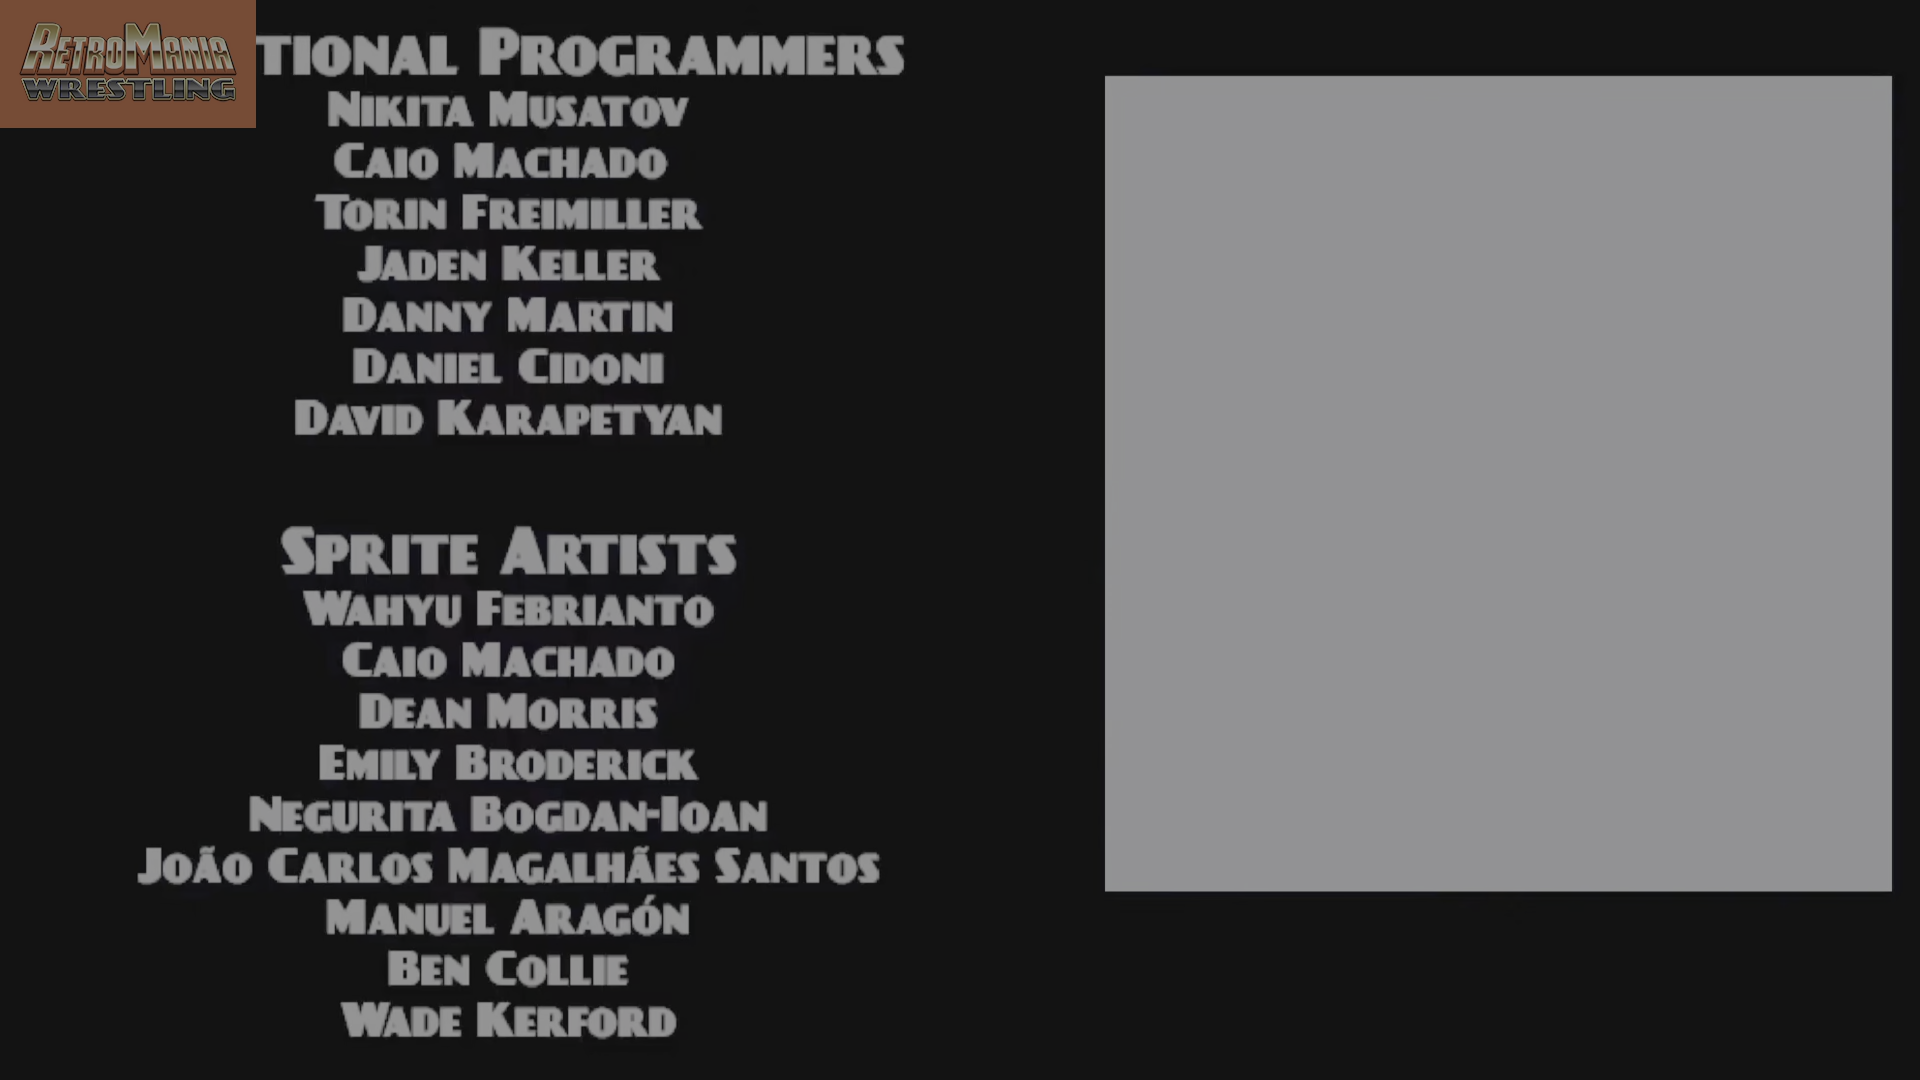 RetroMania
WRESTLING
tional Programmers
Nikita Musatov
Caio Machado
Torin Freimiller
Jaden Keller
Danny Martin
Daniel Cidoni
David Karapetyan
Sprite Artists
Wahyu Febrianto
Caio Machado
Dean Morris
Emily Broderick
Negurita Bogdan-Ioan
João Carlos Magalhães Santos
Manuel Aragón
Ben Collie
Wade Kerford